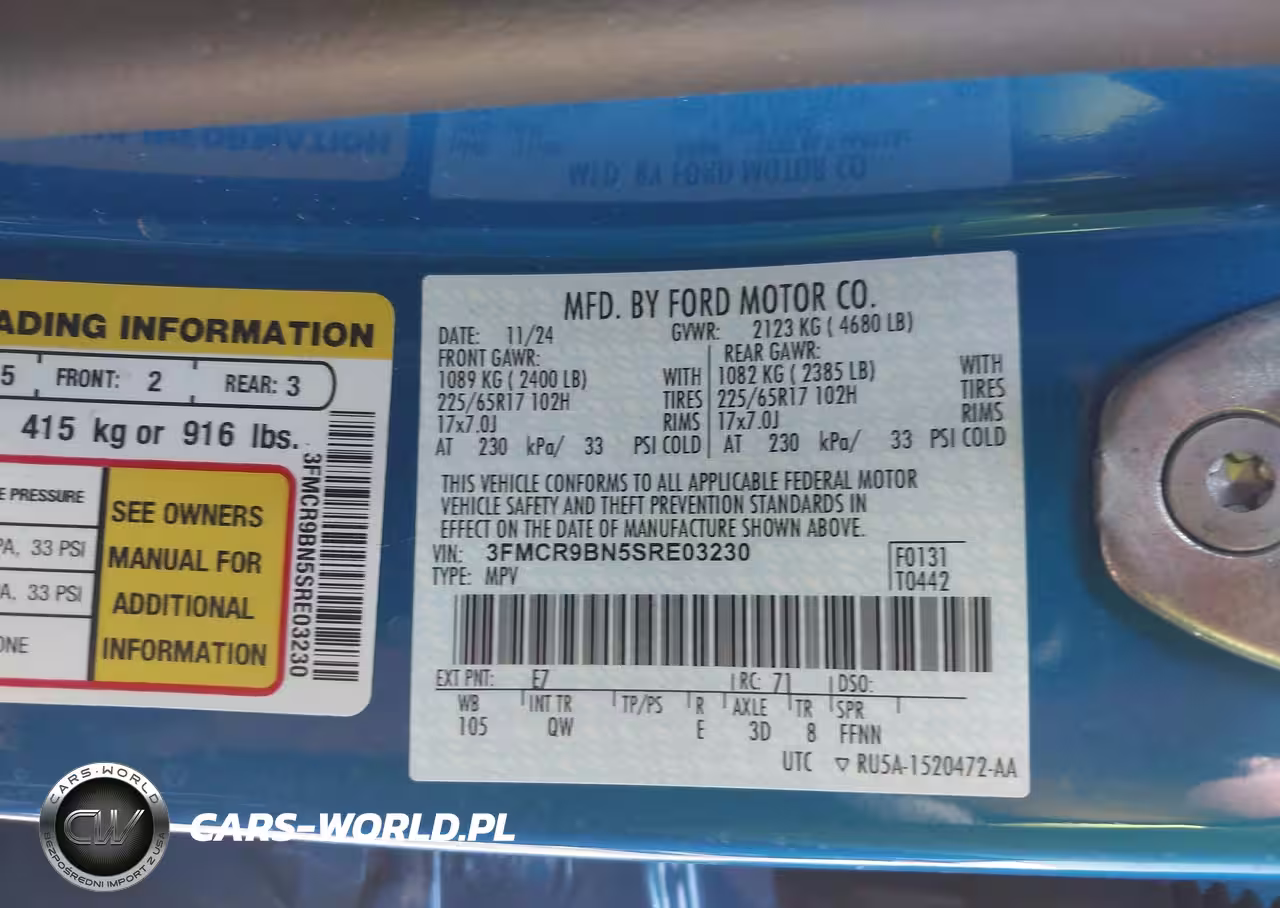 ADING INFORMATION
5 FRONT: 2 REAR: 3
415 kg or 916 lbs.
E PRESSURE
PA, 33 PSI
A, 33 PSI
ONE
SEE OWNERS
MANUAL FOR
ADDITIONAL
INFORMATION
3FMCR9BN5SRE03230
MFD. BY FORD MOTOR CO.
DATE: 11/24 GVWR: 2123 KG ( 4680 LB)
FRONT GAWR: REAR GAWR:
1089 KG ( 2400 LB) WITH 1082 KG ( 2385 LB) WITH
225/65R17 102H TIRES 225/65R17 102H TIRES
17x7.0J RIMS 17x7.0J RIMS
AT 230 kPa/ 33 PSI COLD AT 230 kPa/ 33 PSI COLD
THIS VEHICLE CONFORMS TO ALL APPLICABLE FEDERAL MOTOR
VEHICLE SAFETY AND THEFT PREVENTION STANDARDS IN
EFFECT ON THE DATE OF MANUFACTURE SHOWN ABOVE.
VIN: 3FMCR9BN5SRE03230 F0131
TYPE: MPV T0442
EXT PNT: E7 RC: 71 DSO:
WB INT TR TP/PS R AXLE TR SPR
105 QW E 3D 8 FFNN
UTC ▽ RU5A-1520472-AA
CARS-WORLD
CW
BEZPOŚREDNI IMPORT Z USA
CARS-WORLD.PL